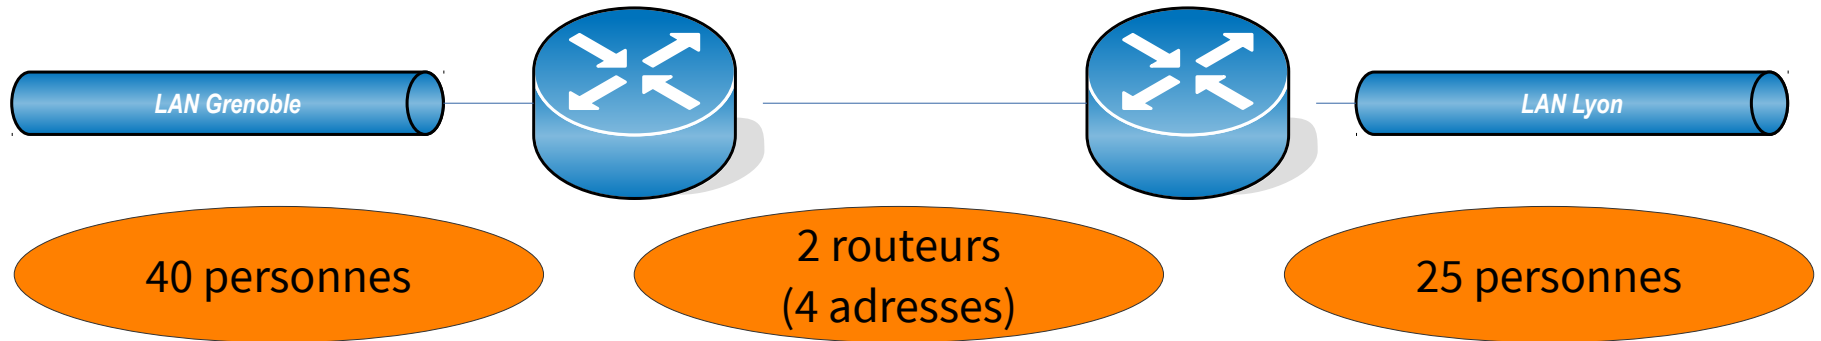 LAN Grenoble
LAN Lyon
40 personnes
2 routeurs
(4 adresses)
25 personnes